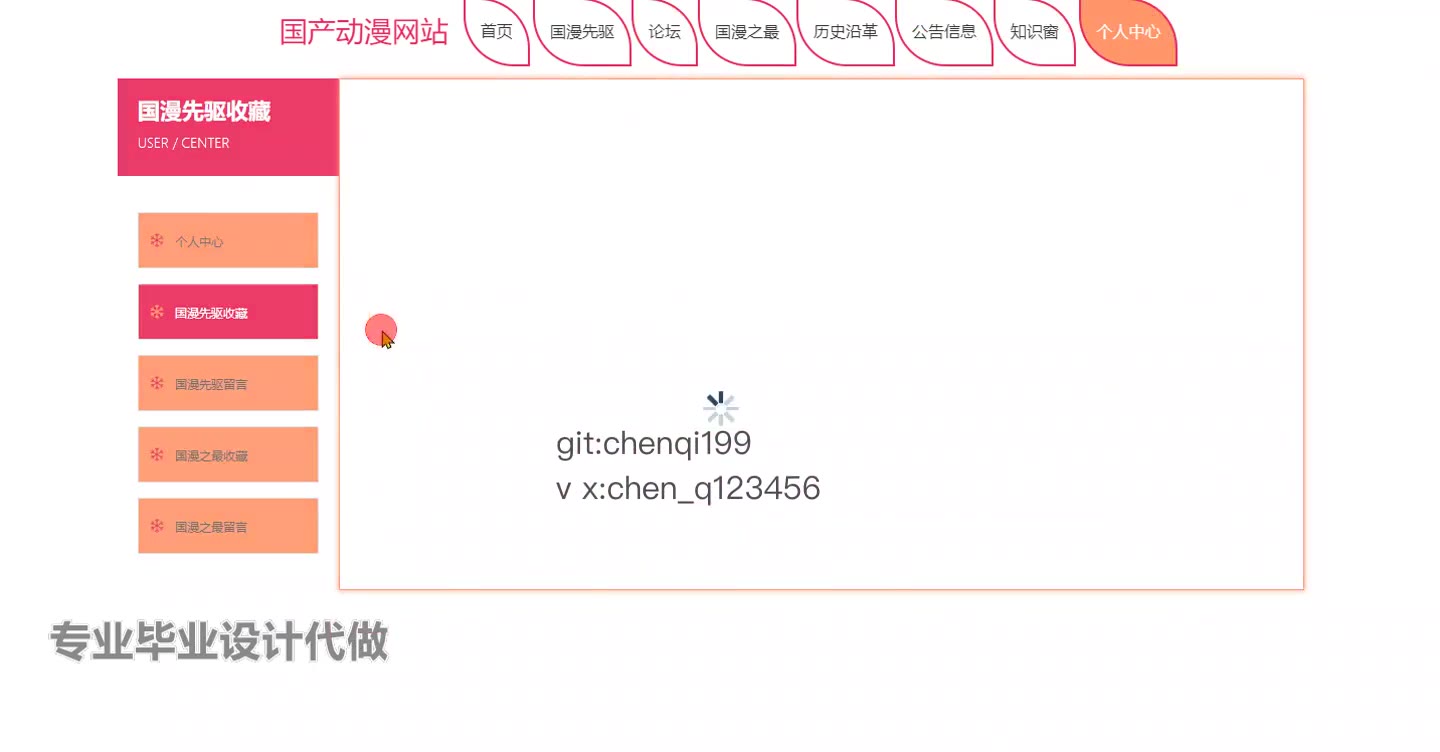 国产动漫网站
首页
国漫先驱
论坛
国漫之最
历史沿革
公告信息
知识窗
个人中心
国漫先驱收藏
USER / CENTER
个人中心
国漫先驱收藏
国漫先驱留言
国漫之最收藏
国漫之最留言
git:chenqi199
v x:chen_q123456
专业毕业设计代做